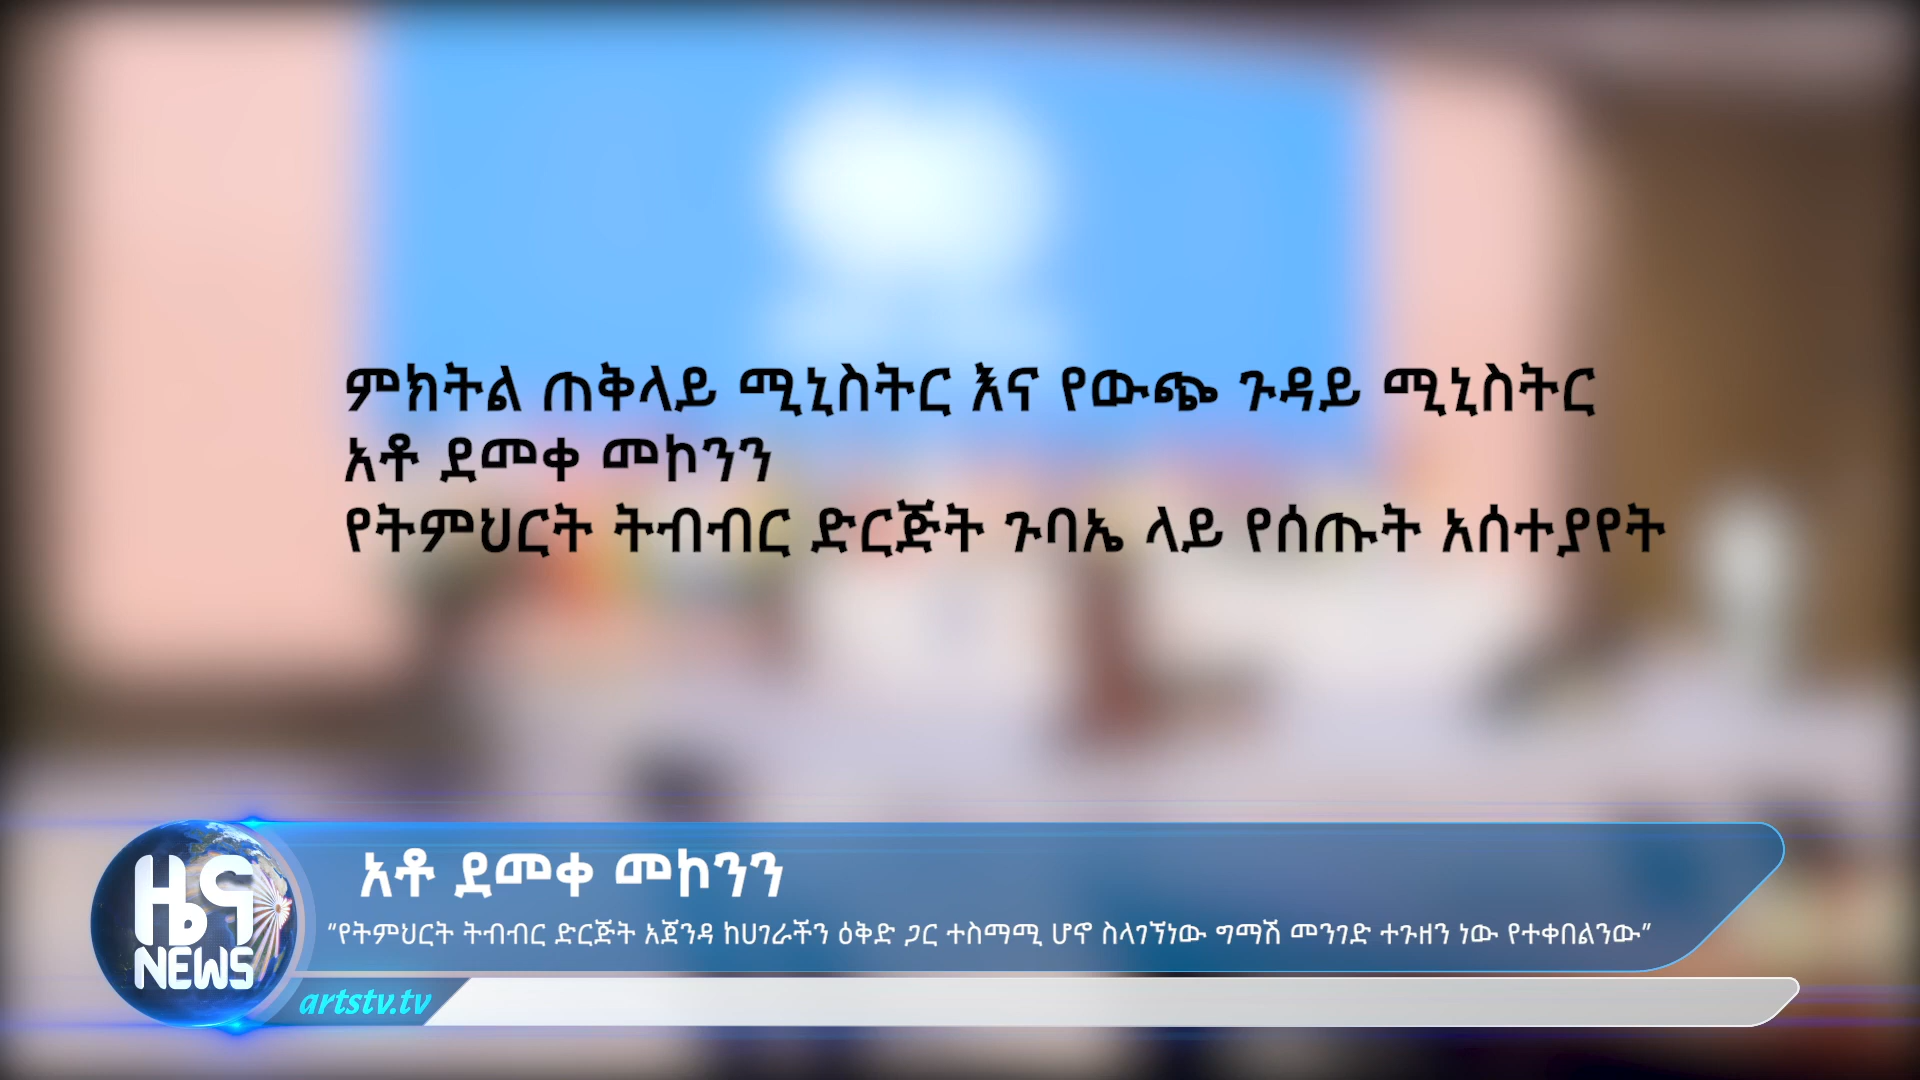 ምክትል ጠቅላይ ሚኒስትር እና የውጭ ጉዳይ ሚኒስትር
አቶ ደመቀ መኮንን
የትምህርት ትብብር ድርጅት ጉባኤ ላይ የሰጡት አሰተያየት
አቶ ደመቀ መኮንን
“የትምህርት ትብብር ድርጅት አጀንዳ ከሀገራችን ዕቅድ ጋር ተስማሚ ሆኖ ስላገኘነው ግማሽ መንገድ ተጉዘን ነው የተቀበልንው”
ዜና
NEWS
artstv.tv